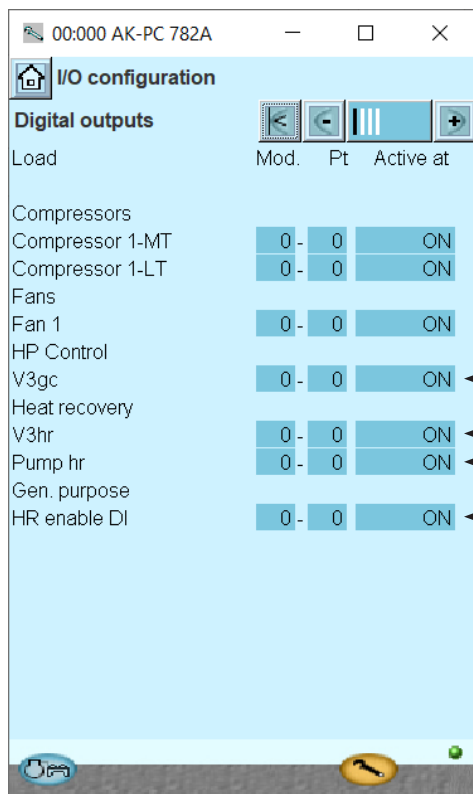 00:000 AK-PC 782A
I/O configuration
Digital outputs
Load Mod. Pt Active at
Compressors
Compressor 1-MT 0 - 0 ON
Compressor 1-LT 0 - 0 ON
Fans
Fan 1 0 - 0 ON
HP Control
V3gc 0 - 0 ON
Heat recovery
V3hr 0 - 0 ON
Pump hr 0 - 0 ON
Gen. purpose
HR enable DI 0 - 0 ON